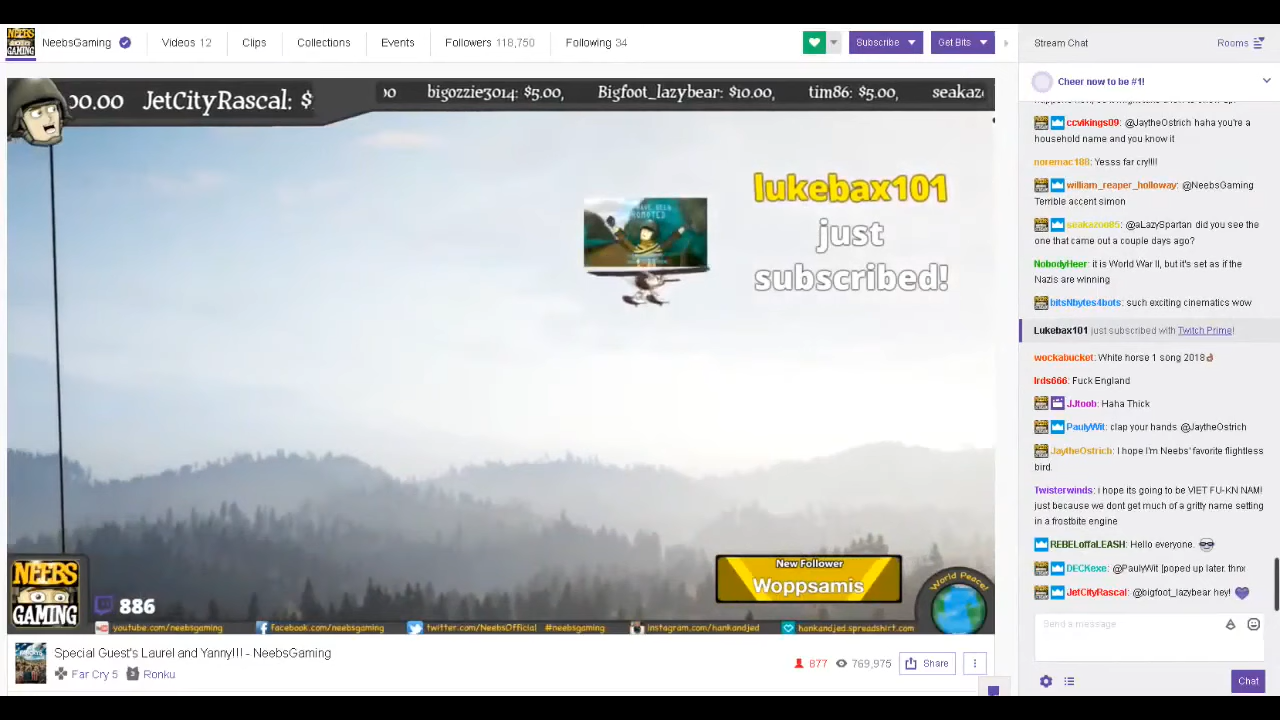 NeebsGaming Videos 12 Clips Collections Events Followers 118,750 Following 34 Subscribe Get Bits
00.00 JetCityRascal: $ bigozzie3014: $5.00, Bigfoot_lazybear: $10.00, tim86: $5.00,
lukebax101
just
subscribed!
New Follower
Woppsamis
World Peace!
NEEBS
GAMING
886
youtube.com/neebsgaming facebook.com/neebsgaming twitter.com/NeebsOfficial #neebsgaming instagram.com/hankandjed hankandjed.spreadshirt.com
Special Guest's Laurel and Yanny!!! - NeebsGaming
Far Cry 5 Ronku
877 769,975 Share
Stream Chat Rooms
Cheer now to be #1!
ccvikings09: @JaytheOstrich haha you're a
household name and you know it
noremac188: Yesss far cry!!!!
william_reaper_holloway: @NeebsGaming
Terrible accent simon
seakazoo85: @aLazySpartan did you see the
one that came out a couple days ago?
NobodyHeer: it is World War II, but it's set as if the
Nazis are winning
bitsNbytes4bots: such exciting cinematics wow
Lukebax101 just subscribed with Twitch Prime!
wockabucket: White horse 1 song 2018
lrds666: Fuck England
JJtoob: Haha Thick
PaulyWit: clap your hands @JaytheOstrich
JaytheOstrich: I hope I'm Neebs' favorite flightless
bird.
Twisterwinds: i hope its going to be VIET FU-KN NAM!
just because we dont get much of a gritty name setting
in a frostbite engine
REBELoffaLEASH: Hello everyone.
DECKexe: @PaulyWit [popped up later. thnx
JetCityRascal: @bigfoot_lazybear hey!
Send a message
Chat